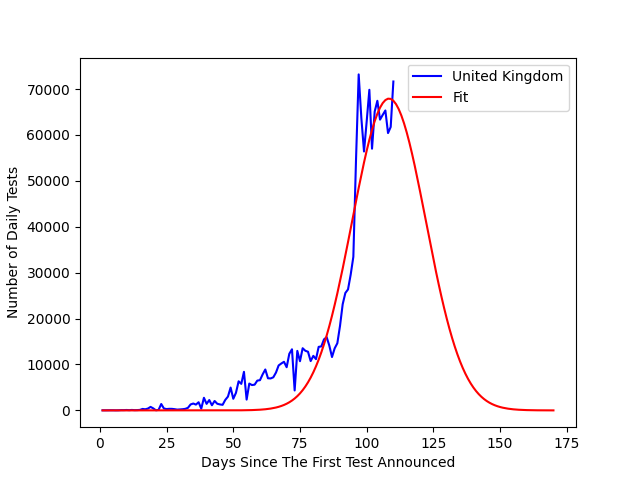 United Kingdom
Fit
Number of Daily Tests
70000
60000
50000
40000
30000
20000
10000
0
0 25 50 75 100 125 150 175
Days Since The First Test Announced